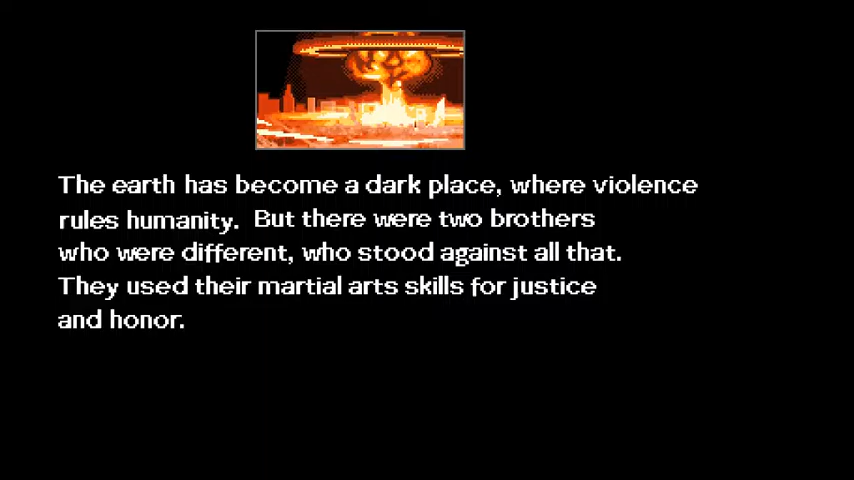 The earth has become a dark place, where violence
rules humanity. But there were two brothers
who were different, who stood against all that.
They used their martial arts skills for justice
and honor.